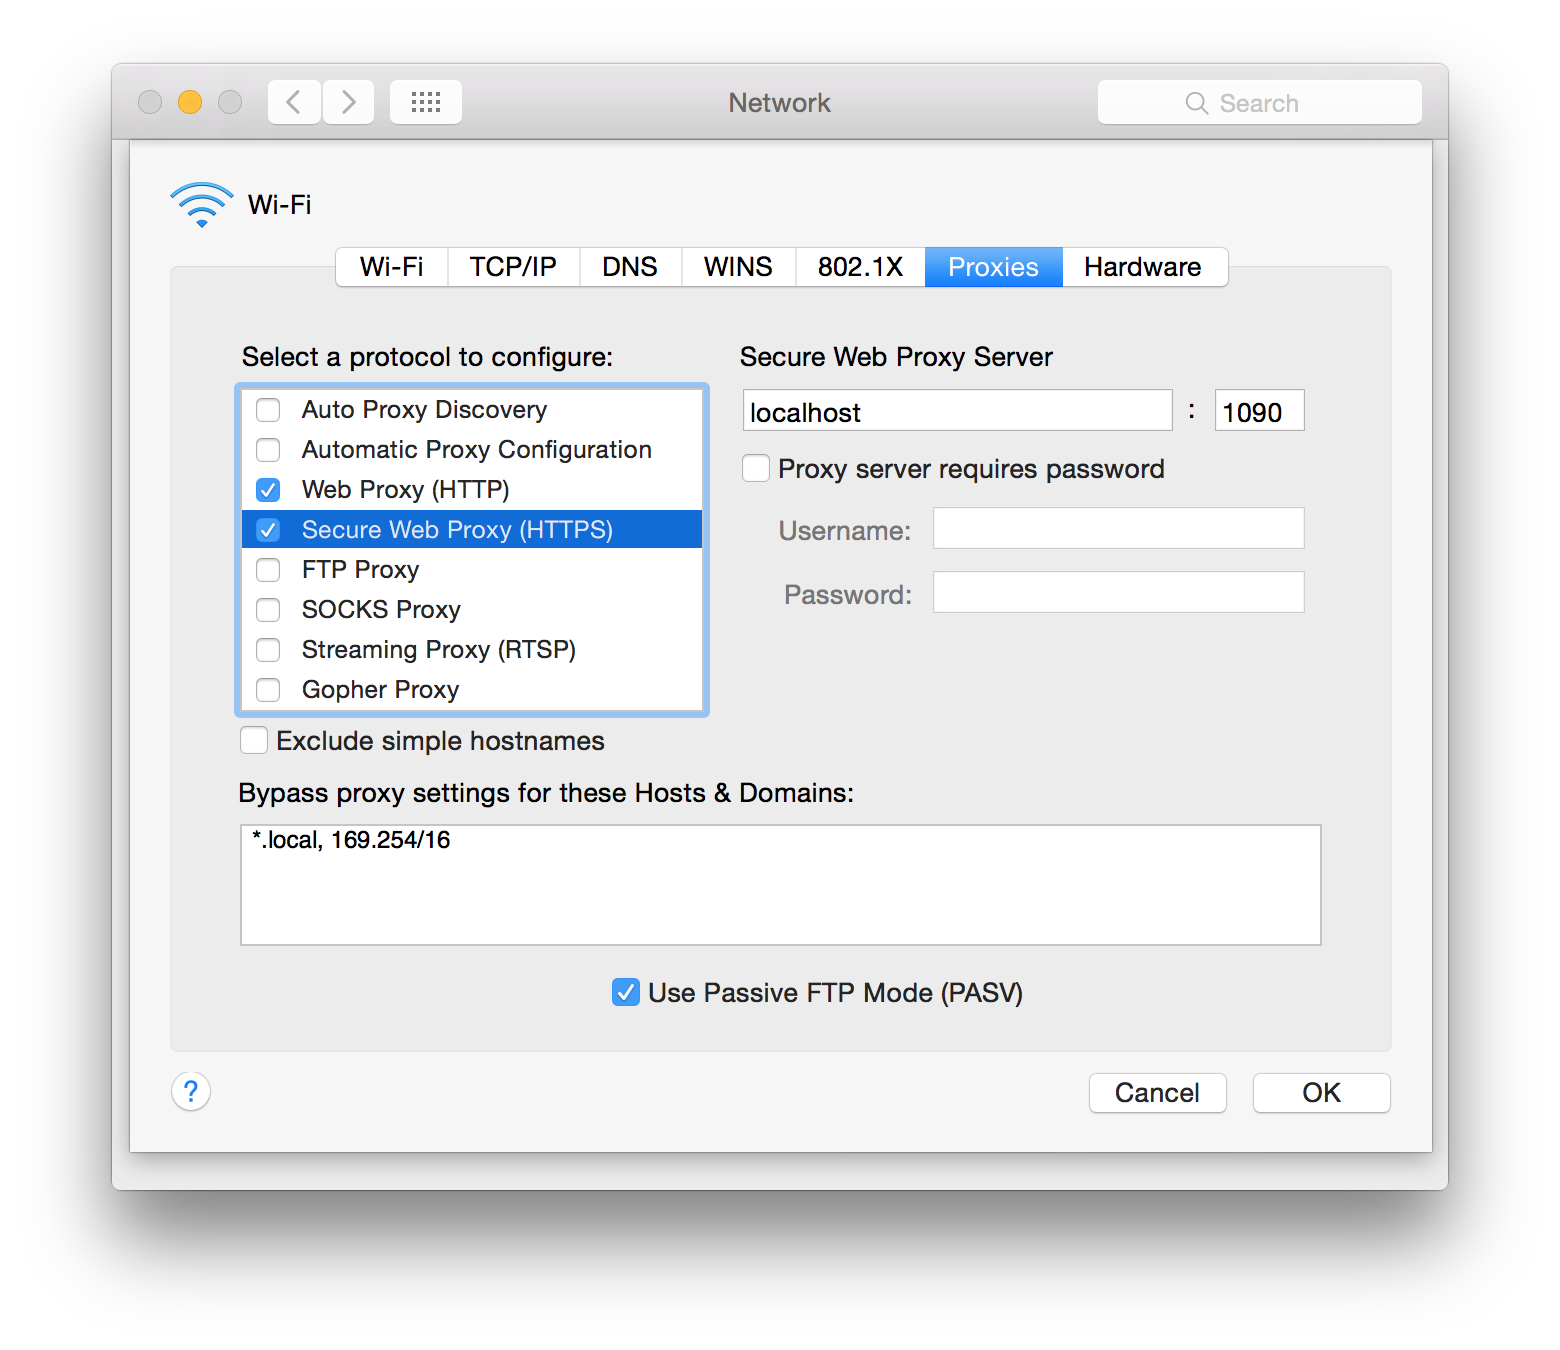 Network
Search
Wi-Fi
Wi-Fi TCP/IP DNS WINS 802.1X Proxies Hardware
Select a protocol to configure:
Auto Proxy Discovery
Automatic Proxy Configuration
Web Proxy (HTTP)
Secure Web Proxy (HTTPS)
FTP Proxy
SOCKS Proxy
Streaming Proxy (RTSP)
Gopher Proxy
Exclude simple hostnames
Secure Web Proxy Server
localhost : 1090
Proxy server requires password
Username:
Password:
Bypass proxy settings for these Hosts & Domains:
*.local, 169.254/16
Use Passive FTP Mode (PASV)
? Cancel OK